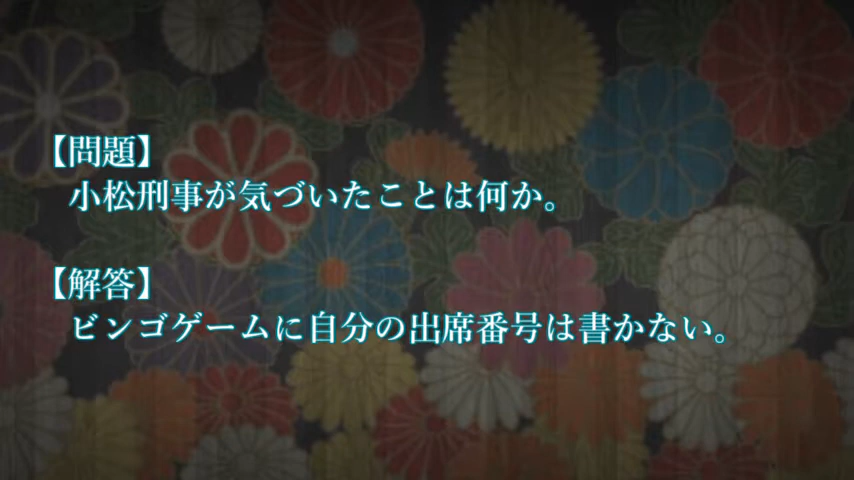 【問題】
小松刑事が気づいたことは何か。
【解答】
ビンゴゲームに自分の出席番号は書かない。